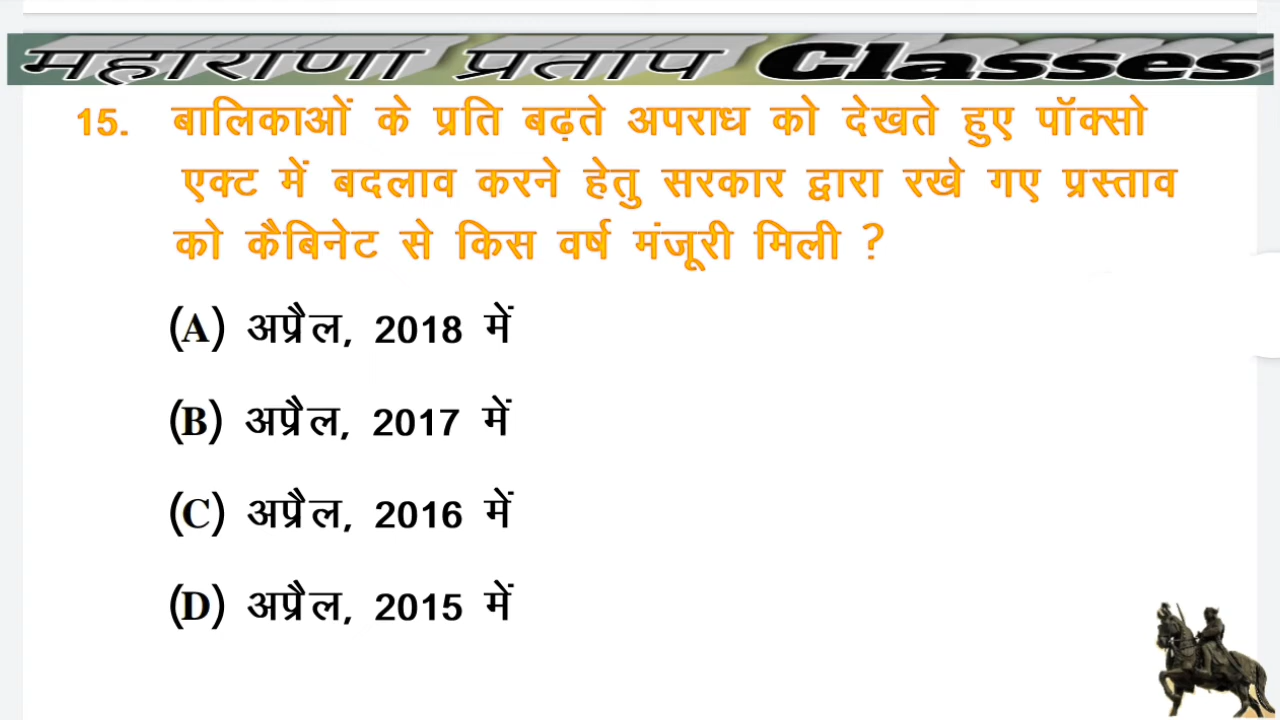 महाराणा प्रताप Classes
15. बालिकाओं के प्रति बढ़ते अपराध को देखते हुए पॉक्सो
एक्ट में बदलाव करने हेतु सरकार द्वारा रखे गए प्रस्ताव
को कैबिनेट से किस वर्ष मंजूरी मिली ?
(A) अप्रैल, 2018 में
(B) अप्रैल, 2017 में
(C) अप्रैल, 2016 में
(D) अप्रैल, 2015 में